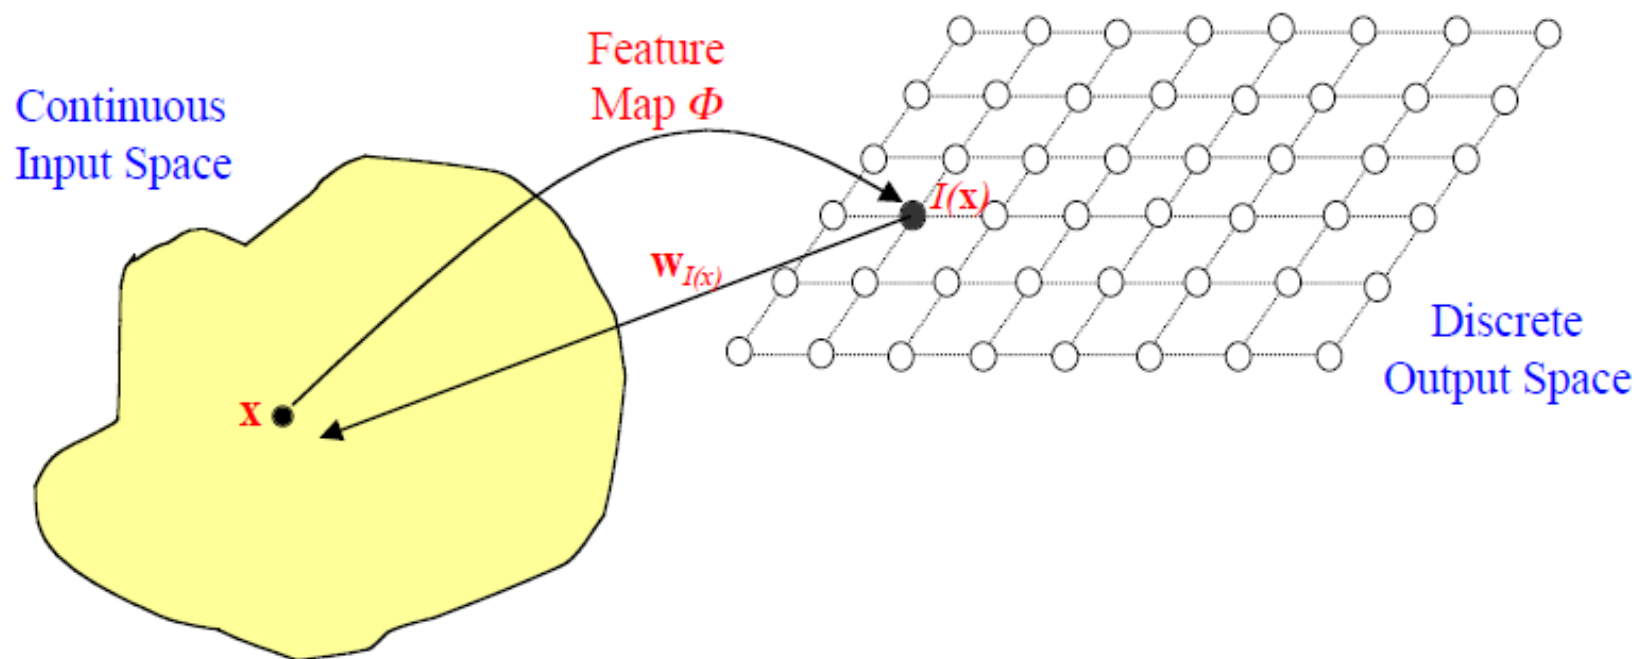 Continuous
Input Space
Feature
Map Φ
I(x)
w_I(x)
x
Discrete
Output Space